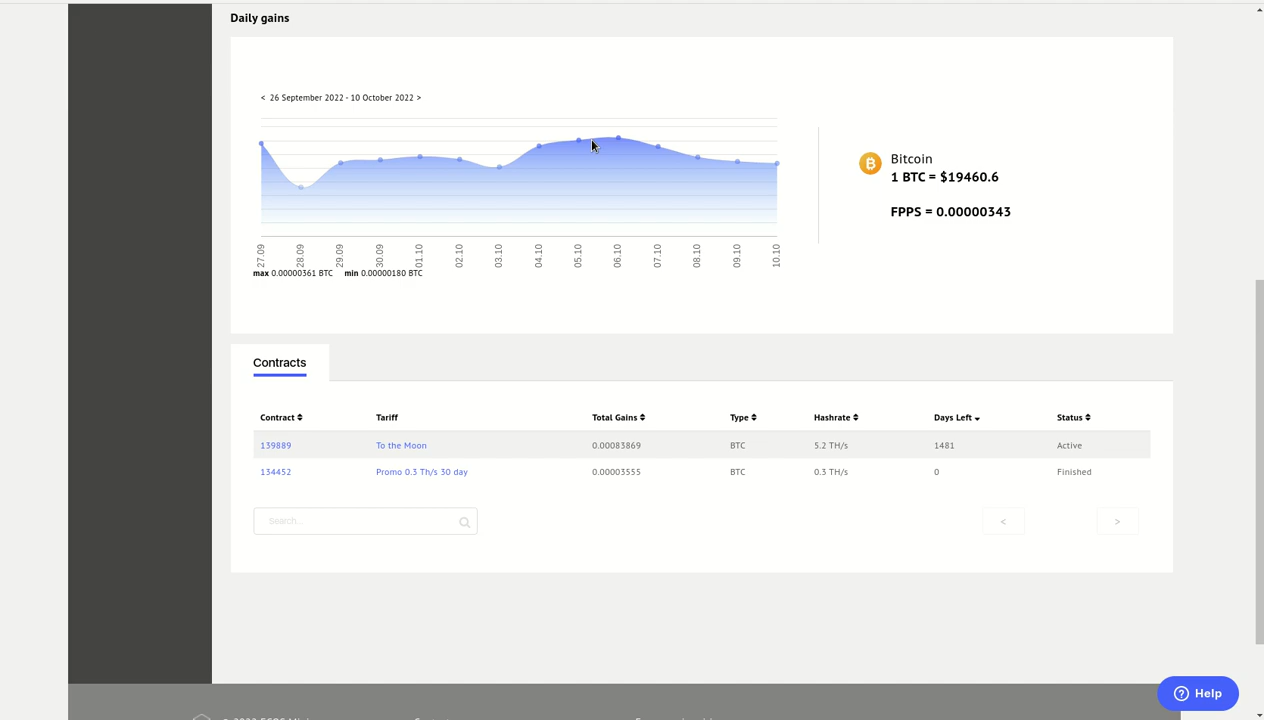 Daily gains
< 26 September 2022 - 10 October 2022 >
27.09 28.09 29.09 30.09 01.10 02.10 03.10 04.10 05.10 06.10 07.10 08.10 09.10 10.10
max 0.00000361 BTC min 0.00000180 BTC
Bitcoin
1 BTC = $19460.6
FPPS = 0.00000343
Contracts
Contract Tariff Total Gains Type Hashrate Days Left Status
139889 To the Moon 0.00083869 BTC 5.2 TH/s 1481 Active
134452 Promo 0.3 Th/s 30 day 0.00003555 BTC 0.3 TH/s 0 Finished
Search... < >
Help